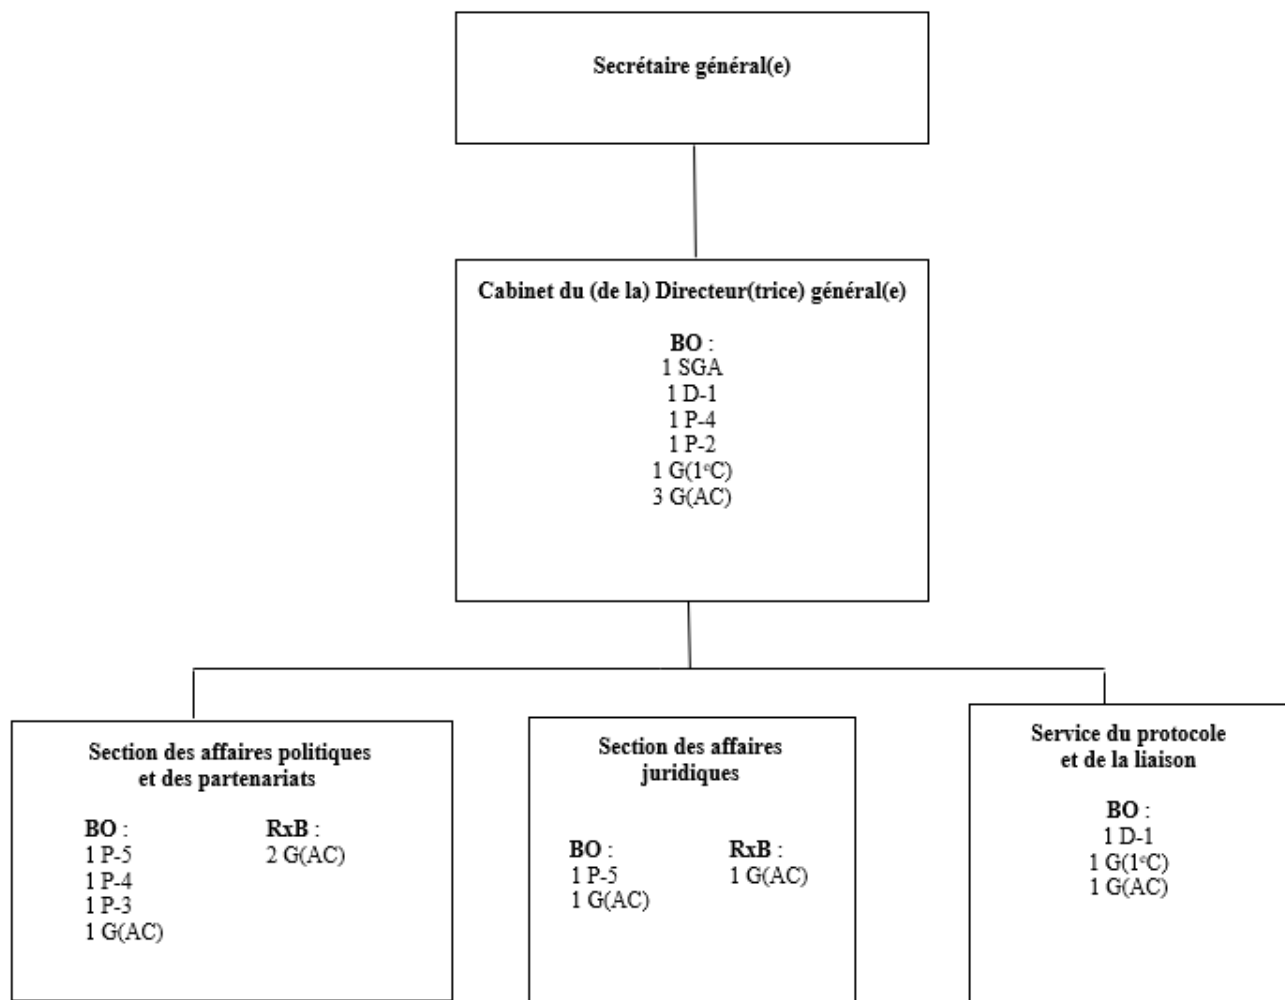 Secrétaire général(e)
Cabinet du (de la) Directeur(trice) général(e)
BO :
1 SGA
1 D-1
1 P-4
1 P-2
1 G(1eC)
3 G(AC)
Section des affaires politiques
et des partenariats
BO :
1 P-5
1 P-4
1 P-3
1 G(AC)
RxB :
2 G(AC)
Section des affaires
juridiques
BO :
1 P-5
1 G(AC)
RxB :
1 G(AC)
Service du protocole
et de la liaison
BO :
1 D-1
1 G(1eC)
1 G(AC)